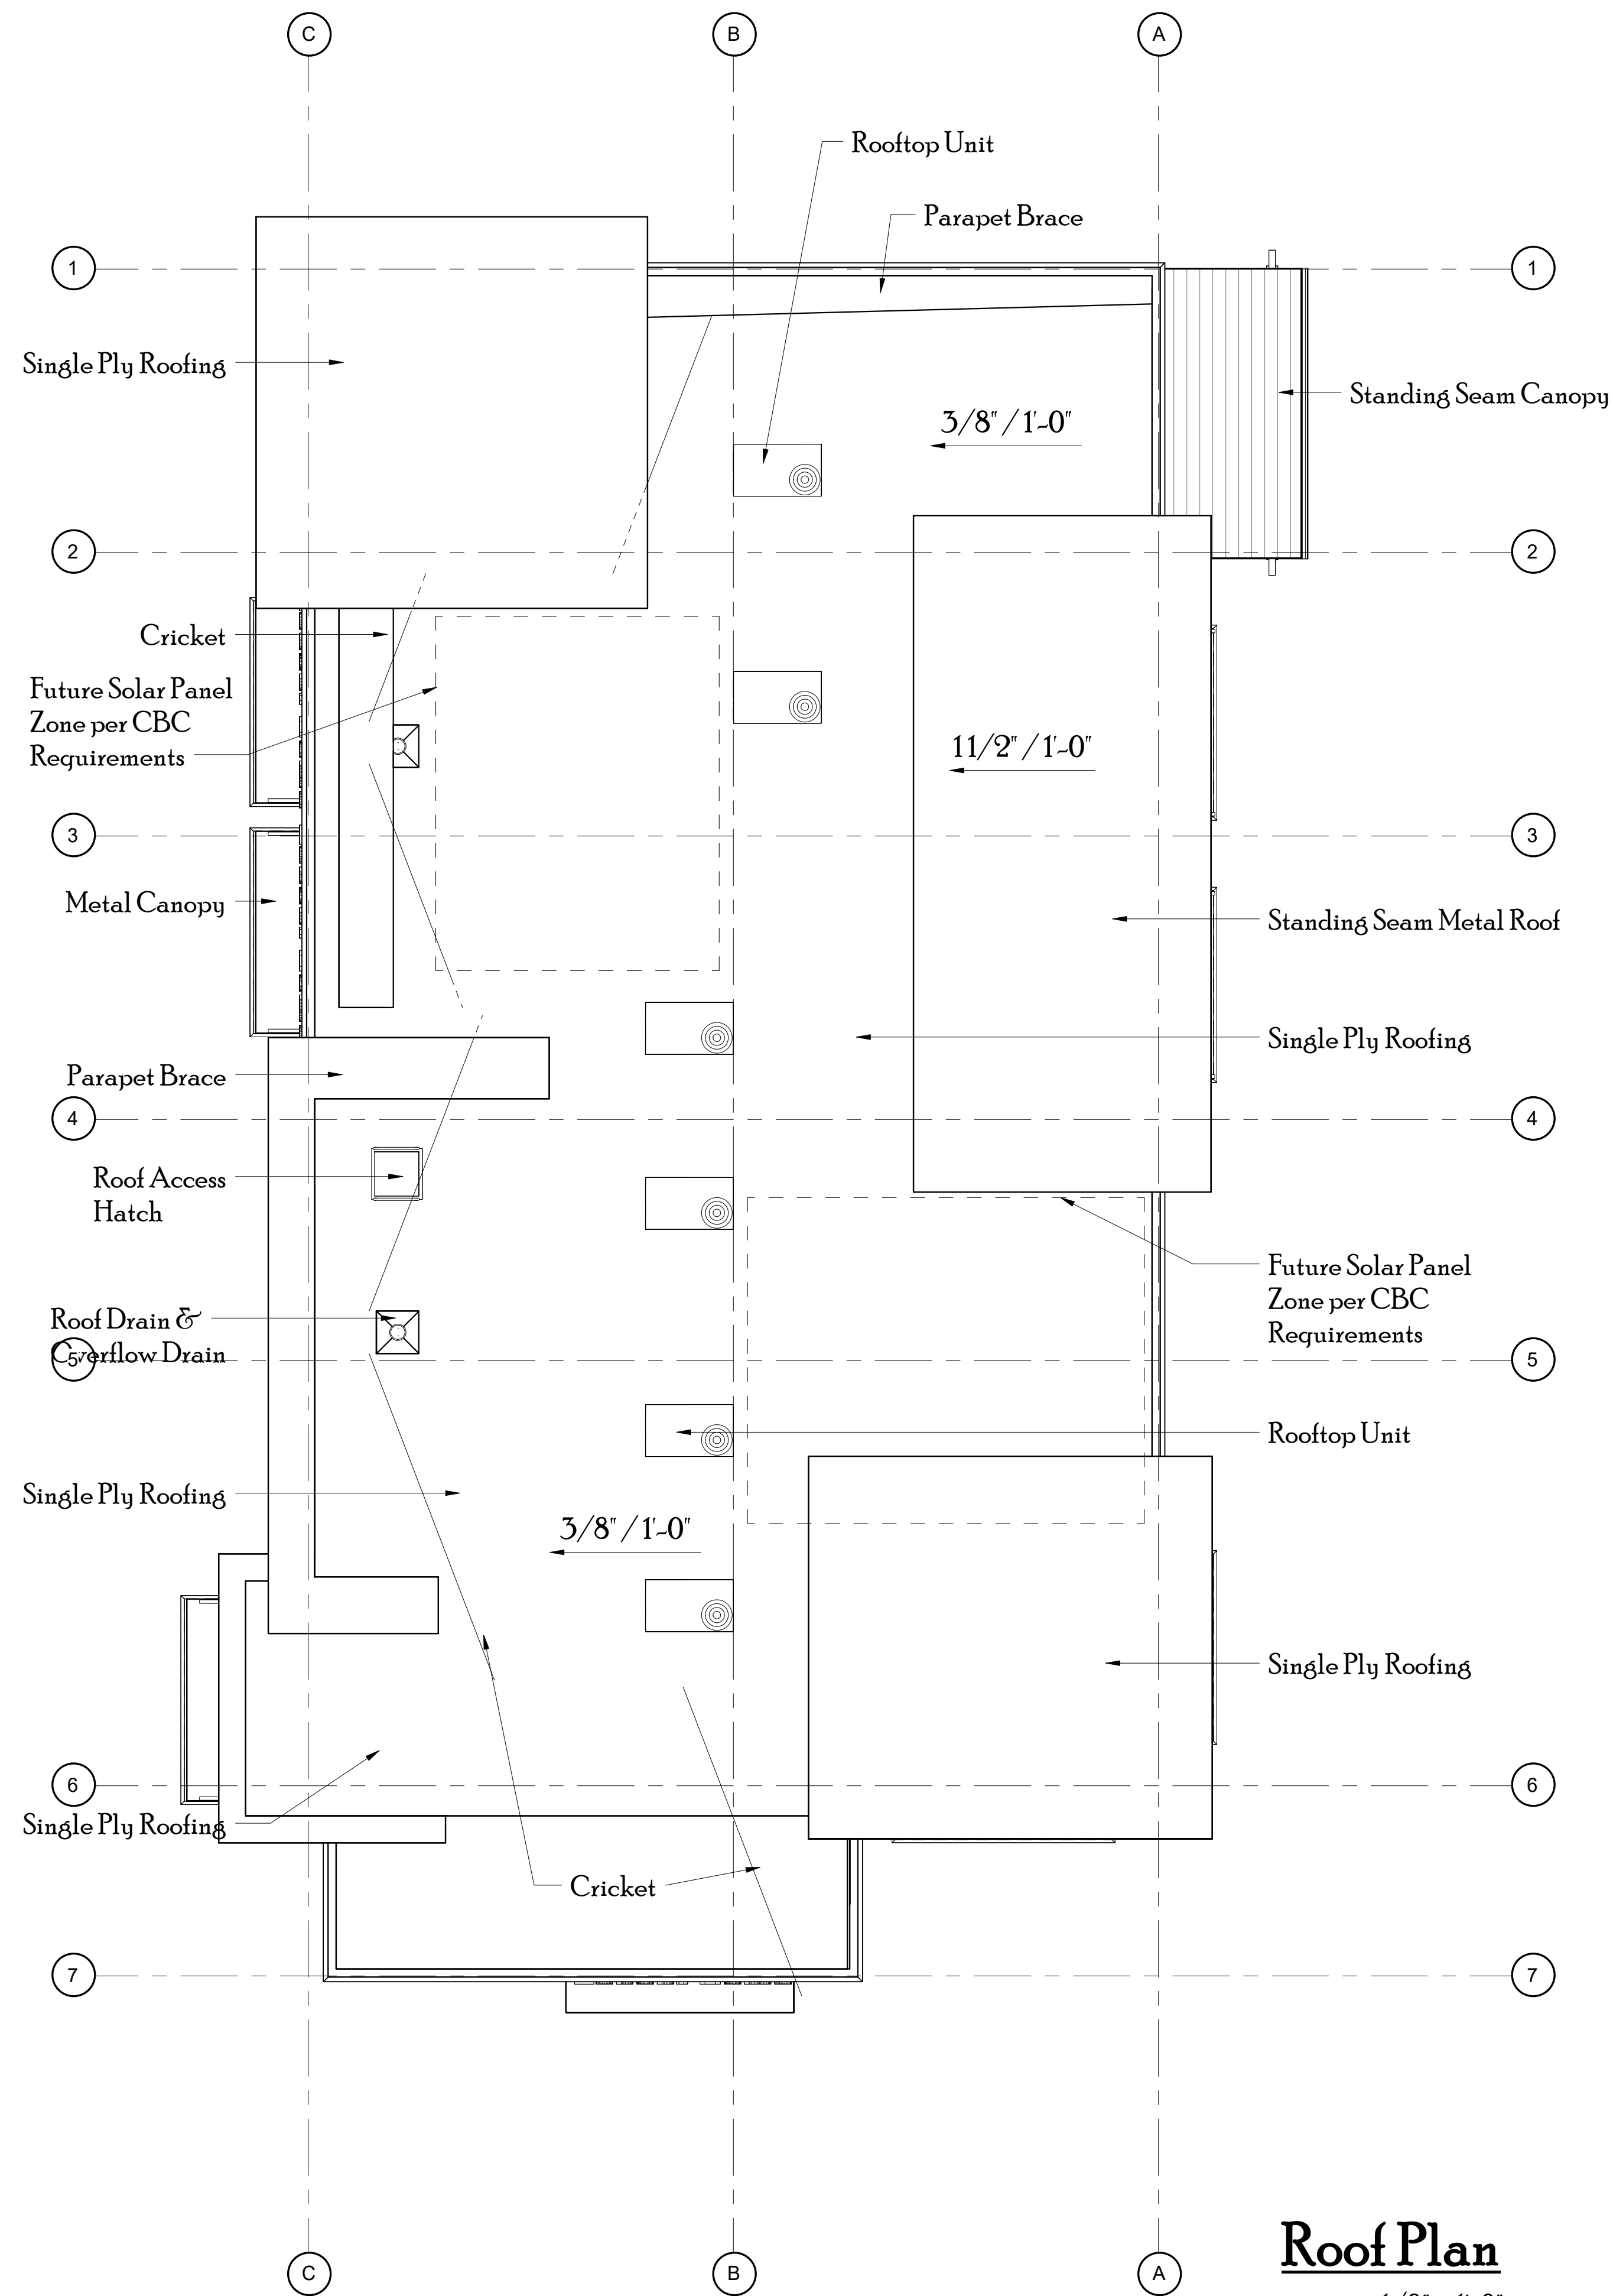 C
B
A
Rooftop Unit
Parapet Brace
1
1
Single Ply Roofing
Standing Seam Canopy
3/8" / 1'-0"
2
2
Cricket
Future Solar Panel
Zone per CBC
Requirements
11/2" / 1'-0"
3
3
Metal Canopy
Standing Seam Metal Roof
Single Ply Roofing
Parapet Brace
4
4
Roof Access
Hatch
Future Solar Panel
Zone per CBC
Requirements
Roof Drain &
Overflow Drain
5
5
Rooftop Unit
Single Ply Roofing
3/8" / 1'-0"
Single Ply Roofing
6
6
Single Ply Roofing
Cricket
7
7
Roof Plan
C
B
A